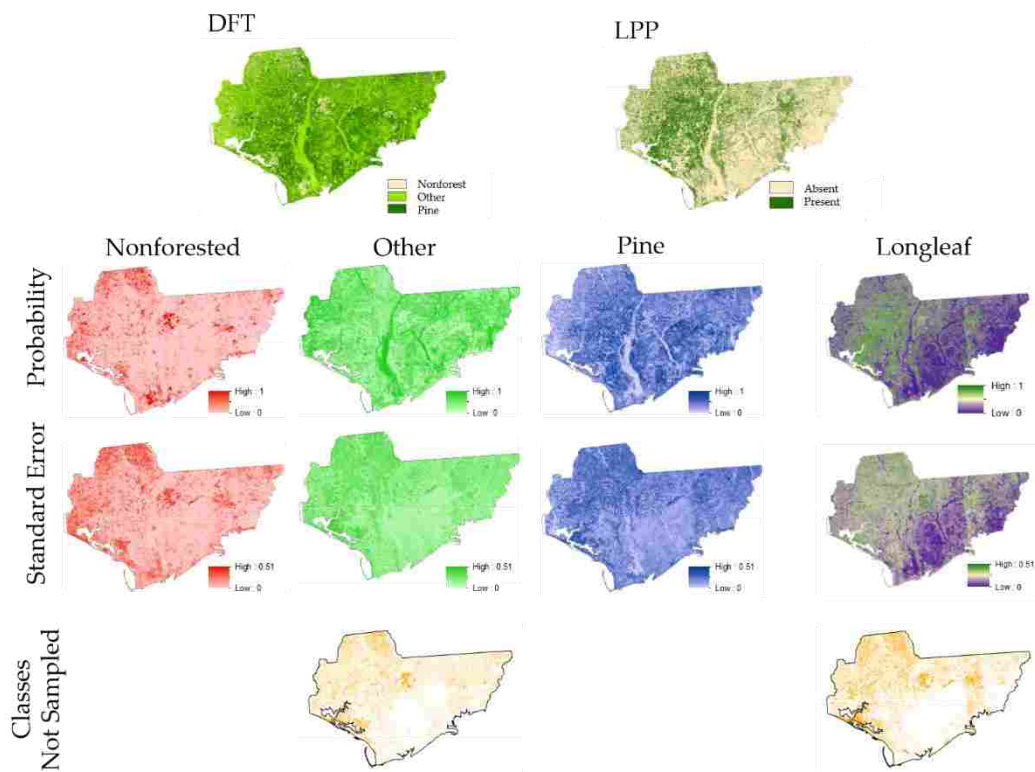 DFT
LPP
Nonforest
Other
Pine
Absent
Present
Nonforested
Other
Pine
Longleaf
Probability
High : 1
Low : 0
High : 1
Low : 0
High : 1
Low : 0
High : 1
Low : 0
Standard Error
High : 0.51
Low : 0
High : 0.51
Low : 0
High : 0.51
Low : 0
High : 0.51
Low : 0
Classes
Not Sampled